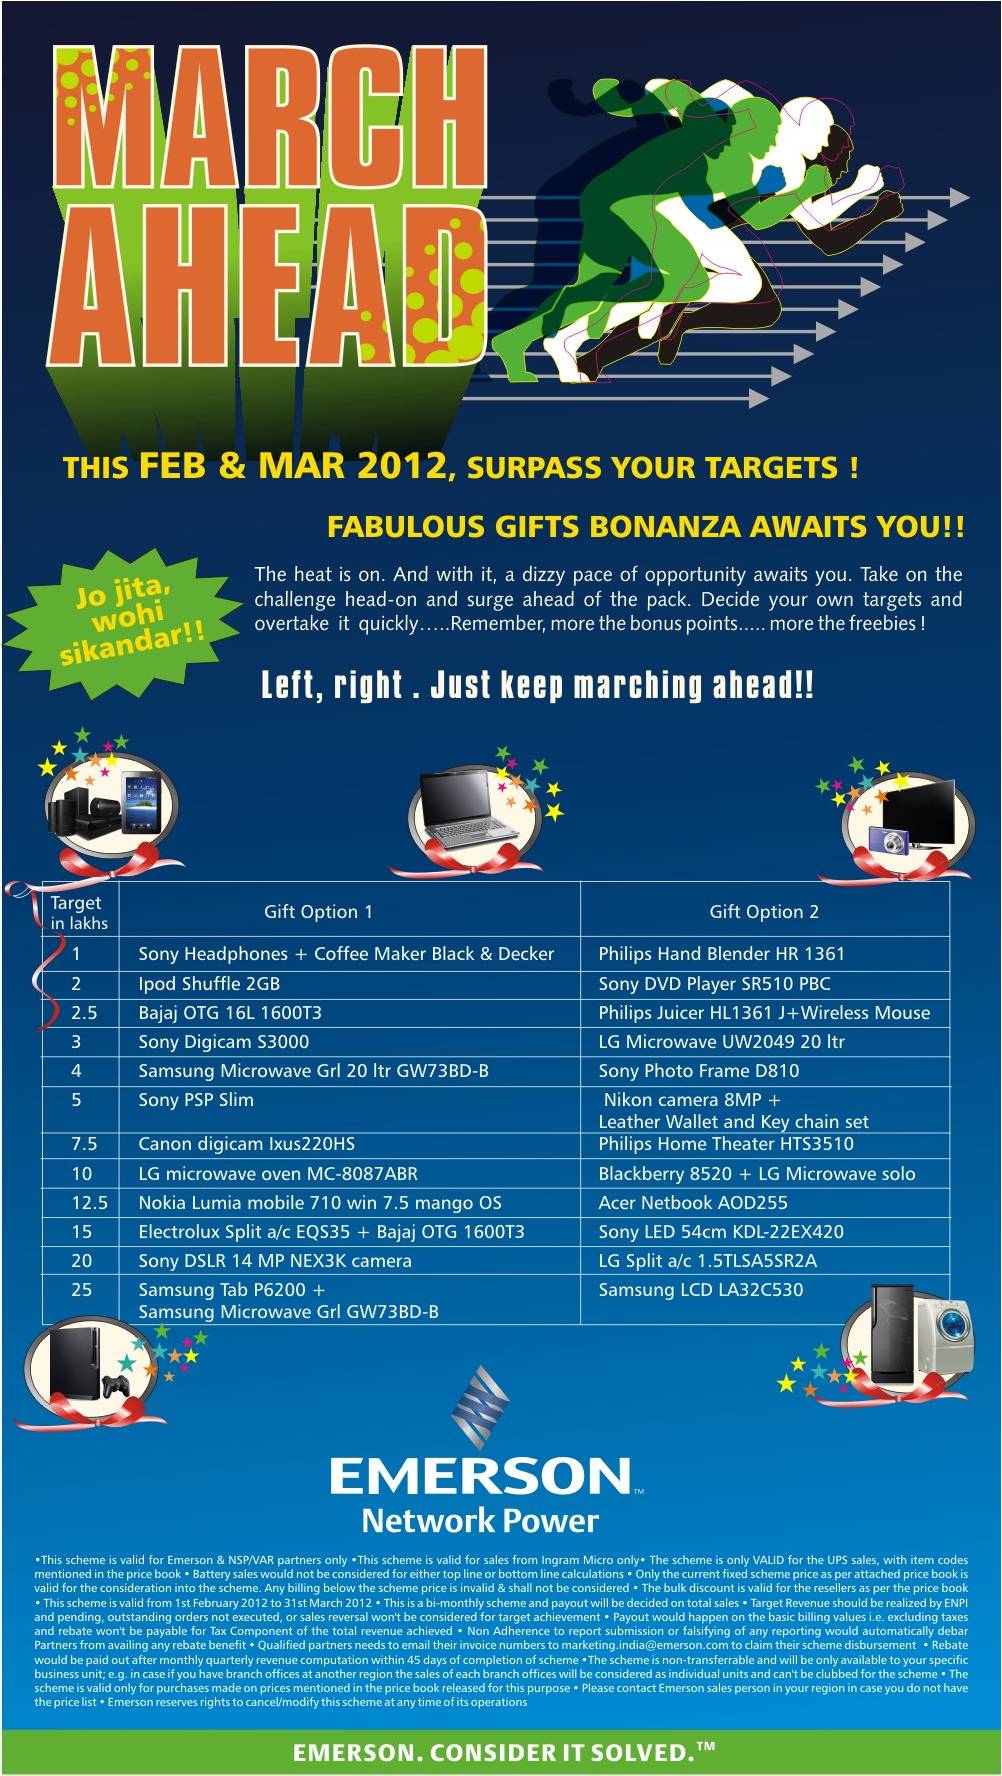 MARCH
AHEAD
THIS FEB & MAR 2012, SURPASS YOUR TARGETS !
FABULOUS GIFTS BONANZA AWAITS YOU!!
Jo jita,
wohi
sikandar!!
The heat is on. And with it, a dizzy pace of opportunity awaits you. Take on the
challenge head-on and surge ahead of the pack. Decide your own targets and
overtake it quickly.....Remember, more the bonus points..... more the freebies !
Left, right . Just keep marching ahead!!
Target
in lakhs
Gift Option 1
Gift Option 2
1 Sony Headphones + Coffee Maker Black & Decker Philips Hand Blender HR 1361
2 Ipod Shuffle 2GB Sony DVD Player SR510 PBC
2.5 Bajaj OTG 16L 1600T3 Philips Juicer HL1361 J+Wireless Mouse
3 Sony Digicam S3000 LG Microwave UW2049 20 ltr
4 Samsung Microwave Grl 20 ltr GW73BD-B Sony Photo Frame D810
5 Sony PSP Slim Nikon camera 8MP +
Leather Wallet and Key chain set
7.5 Canon digicam Ixus220HS Philips Home Theater HTS3510
10 LG microwave oven MC-8087ABR Blackberry 8520 + LG Microwave solo
12.5 Nokia Lumia mobile 710 win 7.5 mango OS Acer Netbook AOD255
15 Electrolux Split a/c EQS35 + Bajaj OTG 1600T3 Sony LED 54cm KDL-22EX420
20 Sony DSLR 14 MP NEX3K camera LG Split a/c 1.5TLSA5SR2A
25 Samsung Tab P6200 + Samsung LCD LA32C530
Samsung Microwave Grl GW73BD-B
EMERSON™
Network Power
•This scheme is valid for Emerson & NSP/VAR partners only •This scheme is valid for sales from Ingram Micro only• The scheme is only VALID for the UPS sales, with item codes
mentioned in the price book • Battery sales would not be considered for either top line or bottom line calculations • Only the current fixed scheme price as per attached price book is
valid for the consideration into the scheme. Any billing below the scheme price is invalid & shall not be considered • The bulk discount is valid for the resellers as per the price book
• This scheme is valid from 1st February 2012 to 31st March 2012 • This is a bi-monthly scheme and payout will be decided on total sales • Target Revenue should be realized by ENPI
and pending, outstanding orders not executed, or sales reversal won't be considered for target achievement • Payout would happen on the basic billing values i.e. excluding taxes
and rebate won't be payable for Tax Component of the total revenue achieved • Non Adherence to report submission or falsifying of any reporting would automatically debar
Partners from availing any rebate benefit • Qualified partners needs to email their invoice numbers to marketing.india@emerson.com to claim their scheme disbursement • Rebate
would be paid out after monthly quarterly revenue computation within 45 days of completion of scheme •The scheme is non-transferrable and will be only available to your specific
business unit; e.g. in case if you have branch offices at another region the sales of each branch offices will be considered as individual units and can't be clubbed for the scheme • The
scheme is valid only for purchases made on prices mentioned in the price book released for this purpose • Please contact Emerson sales person in your region in case you do not have
the price list • Emerson reserves rights to cancel/modify this scheme at any time of its operations
EMERSON. CONSIDER IT SOLVED.™